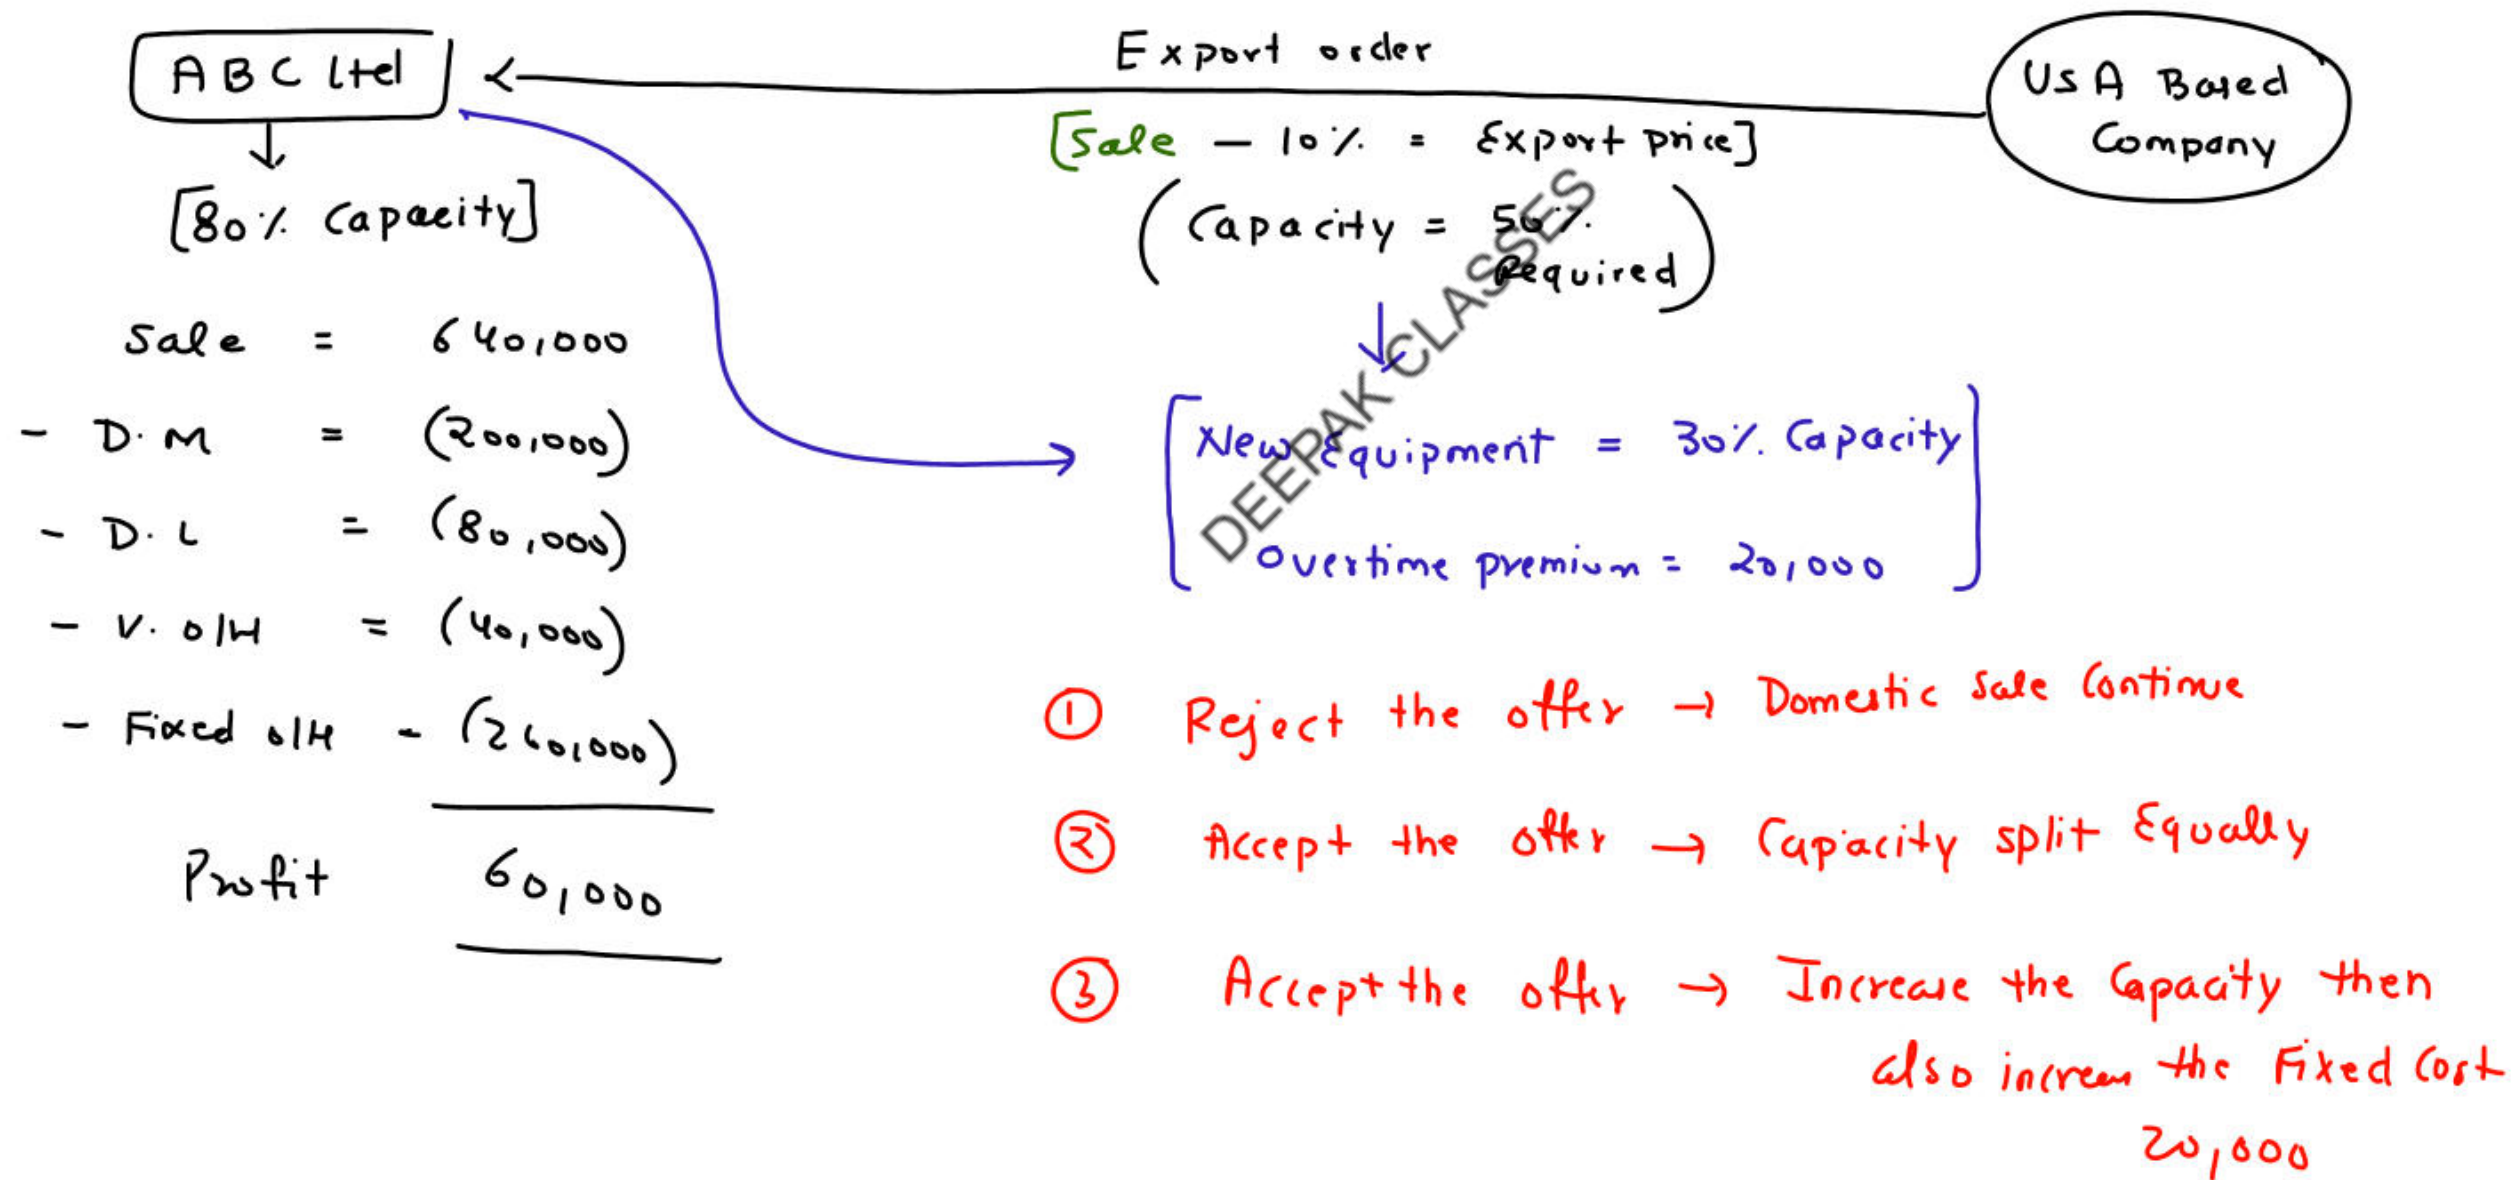 ABC Ltd
[80% Capacity]
Sale = 640,000
- D.M = (200,000)
- D.L = (80,000)
- V.O/H = (40,000)
- Fixed O/H - (260,000)
Profit 60,000
Export order
USA Based
Company
[Sale - 10% = Export price]
(Capacity = 50%
Required)
New Equipment = 30% Capacity
Overtime premium = 20,000
① Reject the offer → Domestic Sale Continue
② Accept the offer → Capacity split Equally
③ Accept the offer → Increase the Capacity then
also increase the Fixed Cost
20,000
DEEPAK CLASSES